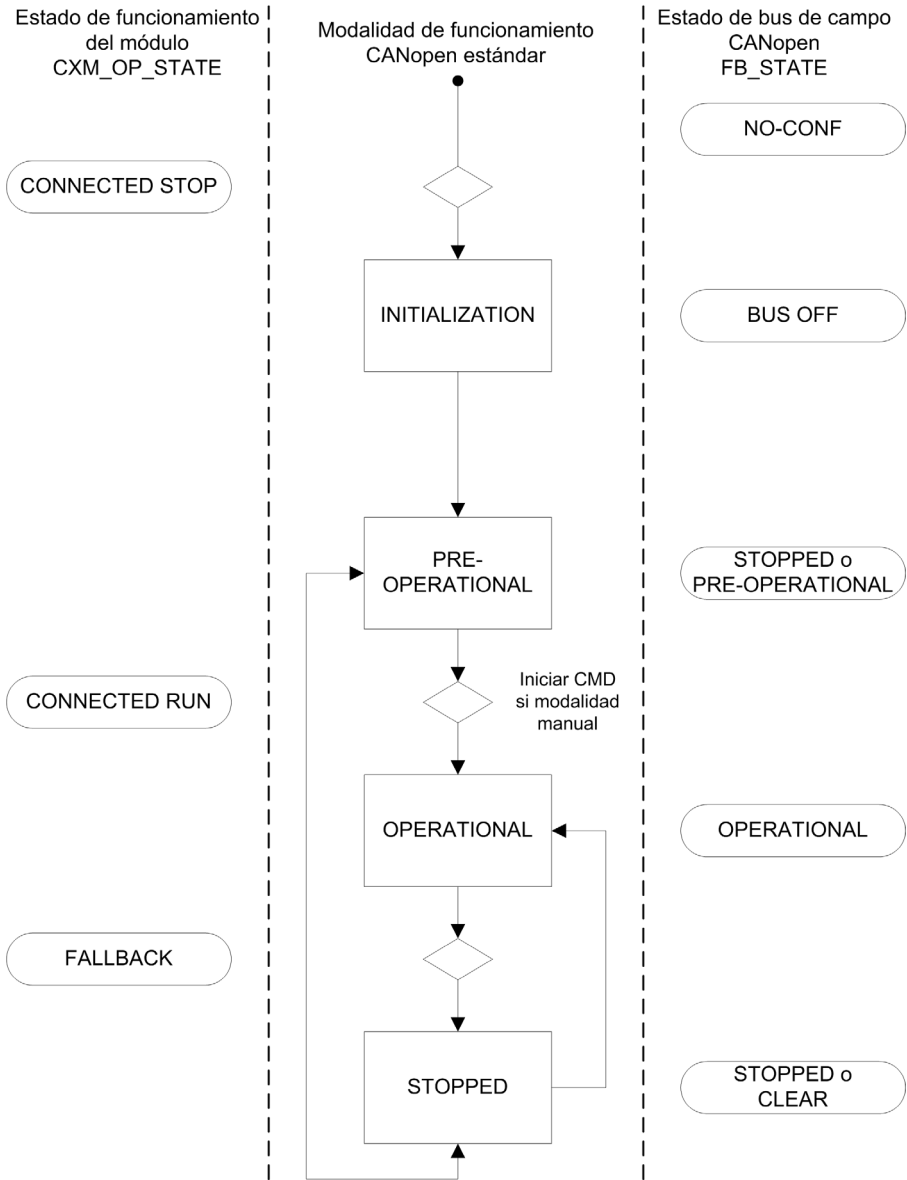 Estado de funcionamiento
del módulo
CXM_OP_STATE
Modalidad de funcionamiento
CANopen estándar
Estado de bus de campo
CANopen
FB_STATE
NO-CONF
CONNECTED STOP
INITIALIZATION
BUS OFF
PRE-
OPERATIONAL
STOPPED o
PRE-OPERATIONAL
CONNECTED RUN
Iniciar CMD
si modalidad
manual
OPERATIONAL
OPERATIONAL
FALLBACK
STOPPED
STOPPED o
CLEAR